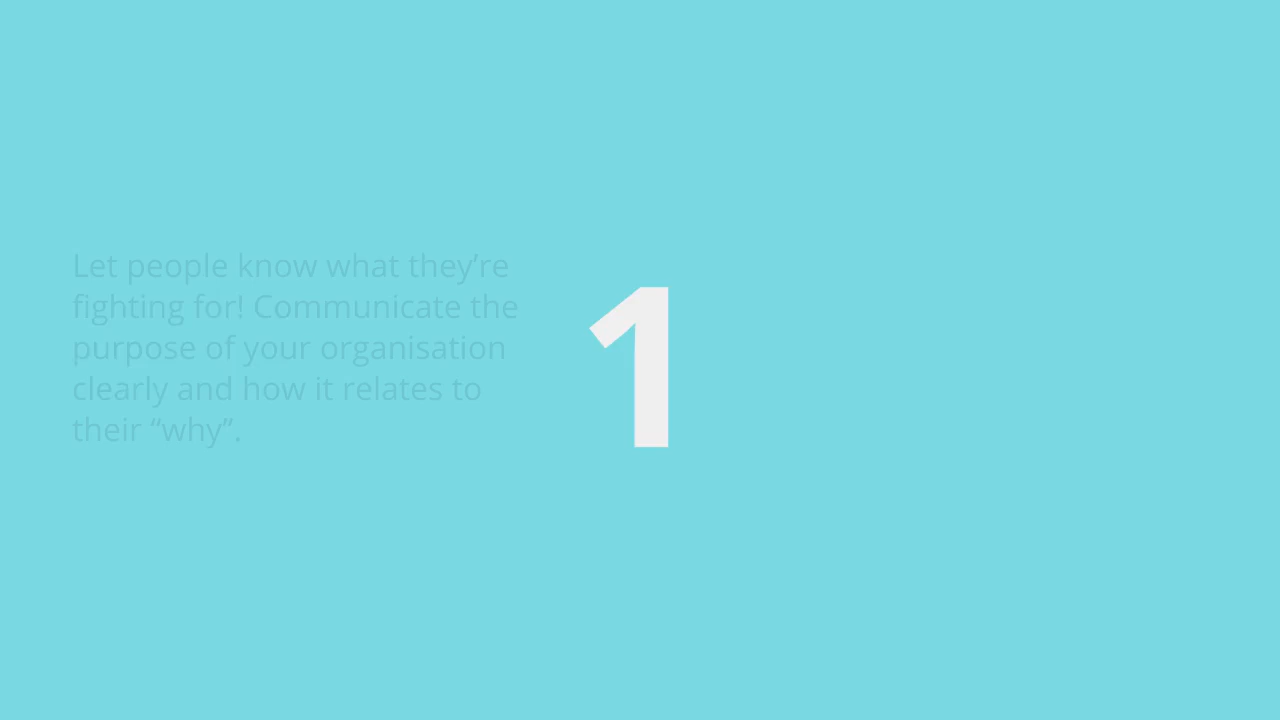 Let people know what they’re
fighting for! Communicate the
purpose of your organisation
clearly and how it relates to
their “why”.
1